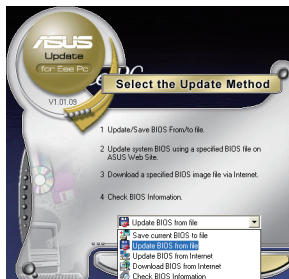 ASUS
Update
for Eee Pc
V1.01.09
Select the Update Method
1 Update/Save BIOS From/to file.
2 Update system BIOS using a specified BIOS file on
ASUS Web Site.
3 Download a specified BIOS image file via Internet.
4 Check BIOS Information.
Update BIOS from file
Save current BIOS to file
Update BIOS from file
Update BIOS from Internet
Download BIOS from Internet
Check BIOS Information